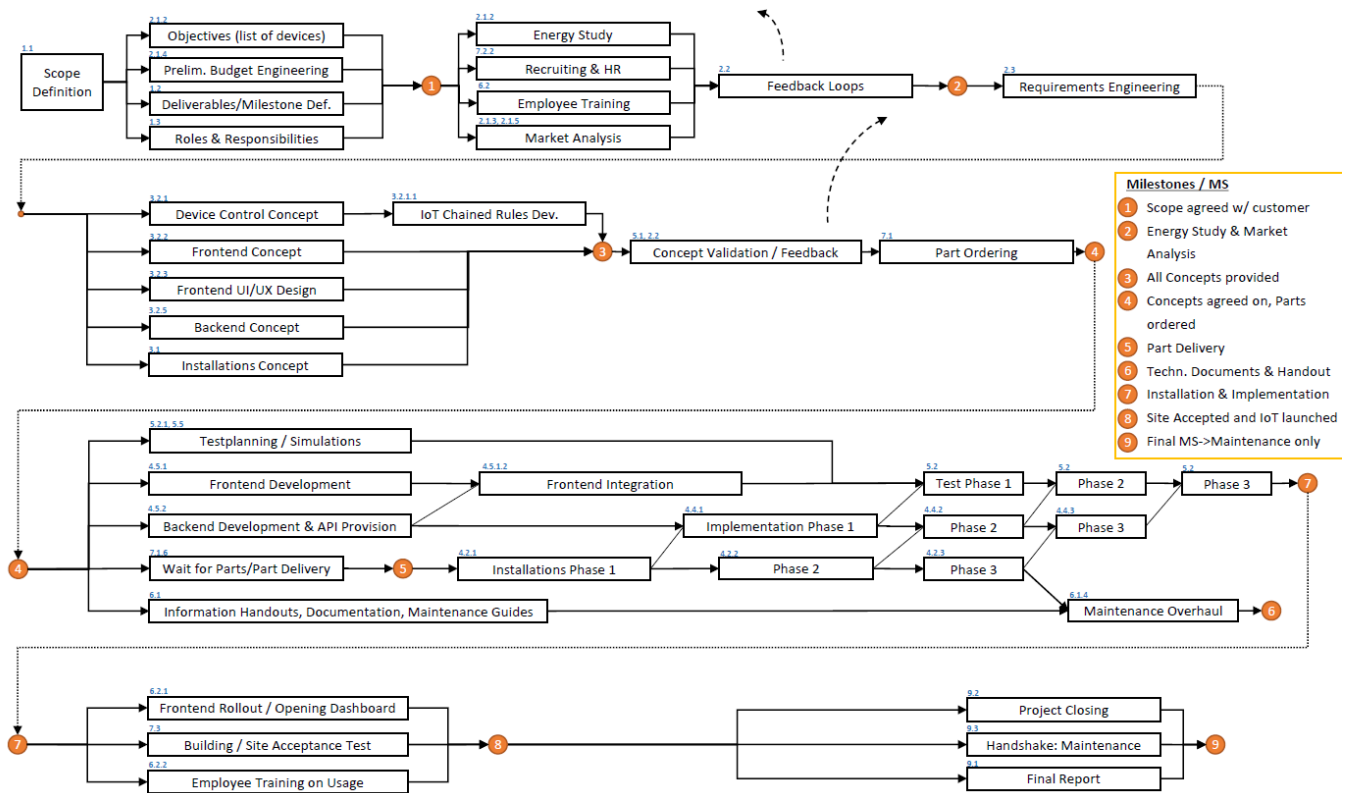 2.1.2
Objectives (list of devices)
1.1
Scope
Definition
2.1.4
Prelim. Budget Engineering
1.2
Deliverables/Milestone Def.
1.3
Roles & Responsibilities
1
2.1.2
Energy Study
7.2.2
Recruiting & HR
6.2
Employee Training
2.1.3, 2.1.5
Market Analysis
2.2
Feedback Loops
2
2.3
Requirements Engineering
3.2.1
Device Control Concept
3.2.1.1
IoT Chained Rules Dev.
3.2.2
Frontend Concept
3.2.3
Frontend UI/UX Design
3.2.5
Backend Concept
3.1
Installations Concept
3
5.1, 2.2
Concept Validation / Feedback
7.1
Part Ordering
4
Milestones / MS
1 Scope agreed w/ customer
2 Energy Study & Market
Analysis
3 All Concepts provided
4 Concepts agreed on, Parts
ordered
5 Part Delivery
6 Techn. Documents & Handout
7 Installation & Implementation
8 Site Accepted and IoT launched
9 Final MS->Maintenance only
5.2.1, 5.5
Testplanning / Simulations
4.5.1
Frontend Development
4.5.1.2
Frontend Integration
5.2
Test Phase 1
5.2
Phase 2
5.2
Phase 3
7
4.5.2
Backend Development & API Provision
4.4.1
Implementation Phase 1
4.4.2
Phase 2
4.4.3
Phase 3
4
7.1.6
Wait for Parts/Part Delivery
5
4.2.1
Installations Phase 1
4.2.2
Phase 2
4.2.3
Phase 3
6.1
Information Handouts, Documentation, Maintenance Guides
6.1.4
Maintenance Overhaul
6
6.2.1
Frontend Rollout / Opening Dashboard
7
7.3
Building / Site Acceptance Test
6.2.2
Employee Training on Usage
8
9.2
Project Closing
9.3
Handshake: Maintenance
9.1
Final Report
9